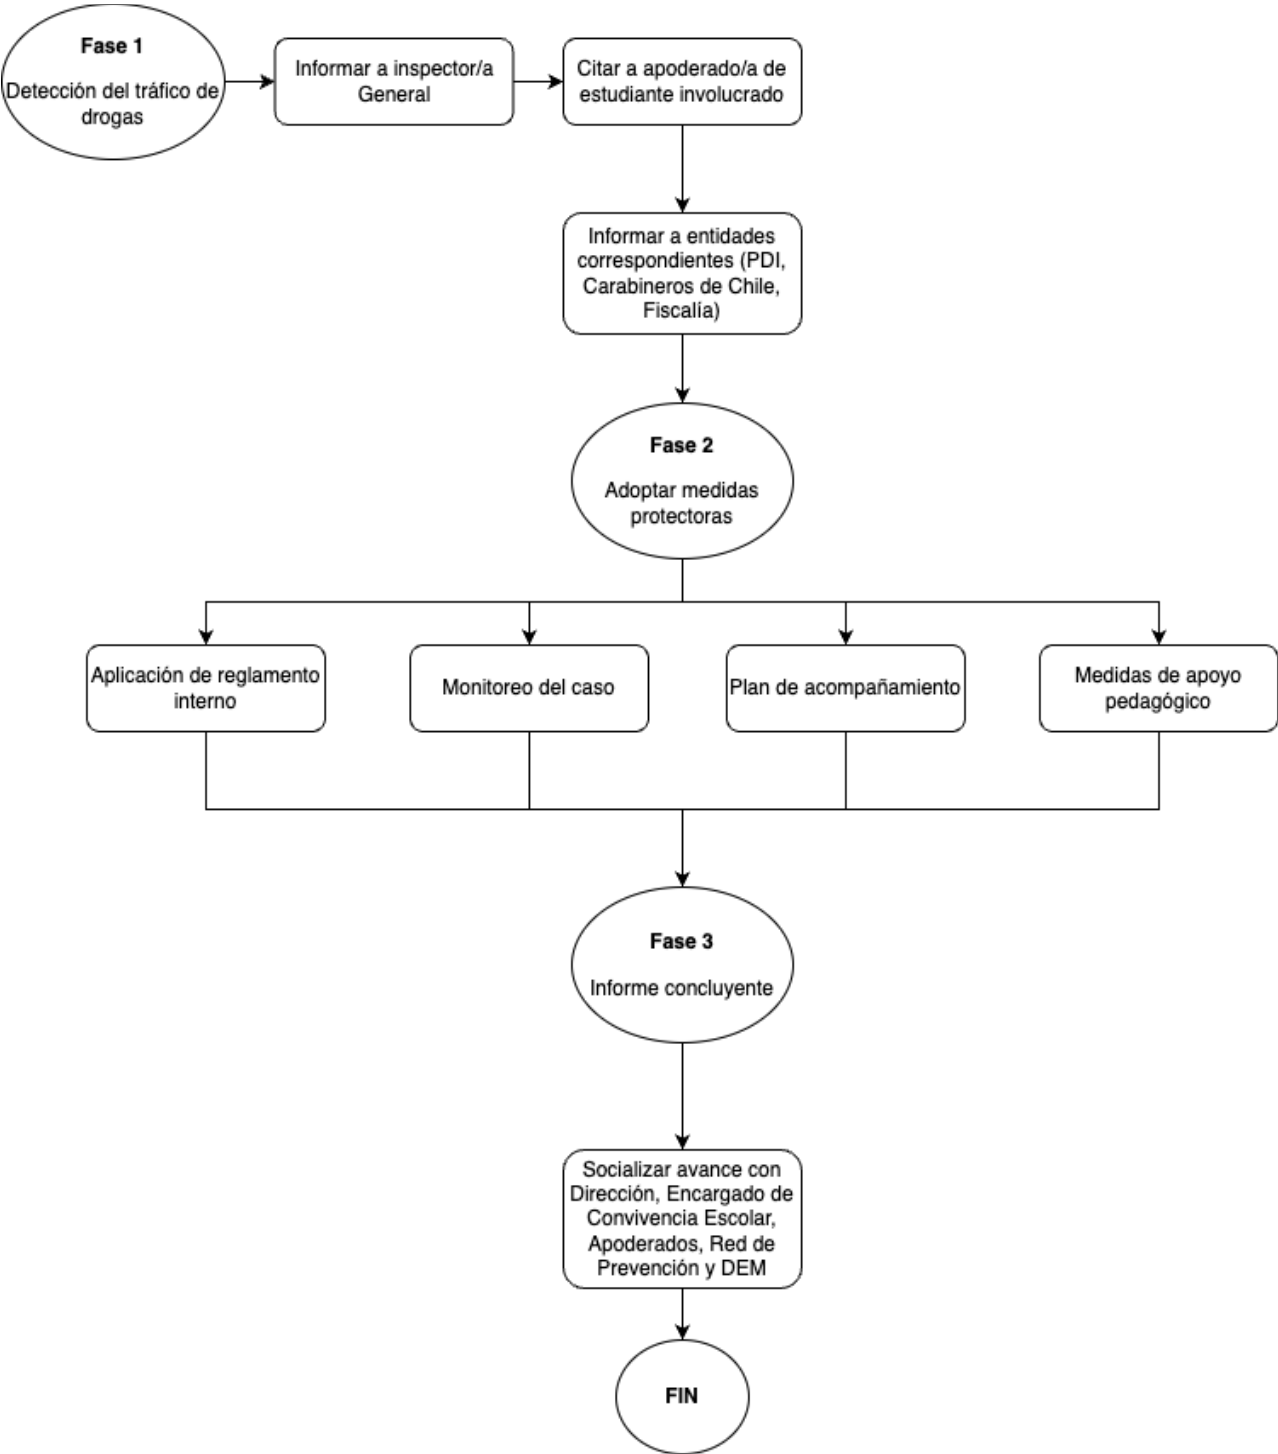 Fase 1
Detección del tráfico de
drogas
Informar a inspector/a
General
Citar a apoderado/a de
estudiante involucrado
Informar a entidades
correspondientes (PDI,
Carabineros de Chile,
Fiscalía)
Fase 2
Adoptar medidas
protectoras
Aplicación de reglamento
interno
Monitoreo del caso
Plan de acompañamiento
Medidas de apoyo
pedagógico
Fase 3
Informe concluyente
Socializar avance con
Dirección, Encargado de
Convivencia Escolar,
Apoderados, Red de
Prevención y DEM
FIN